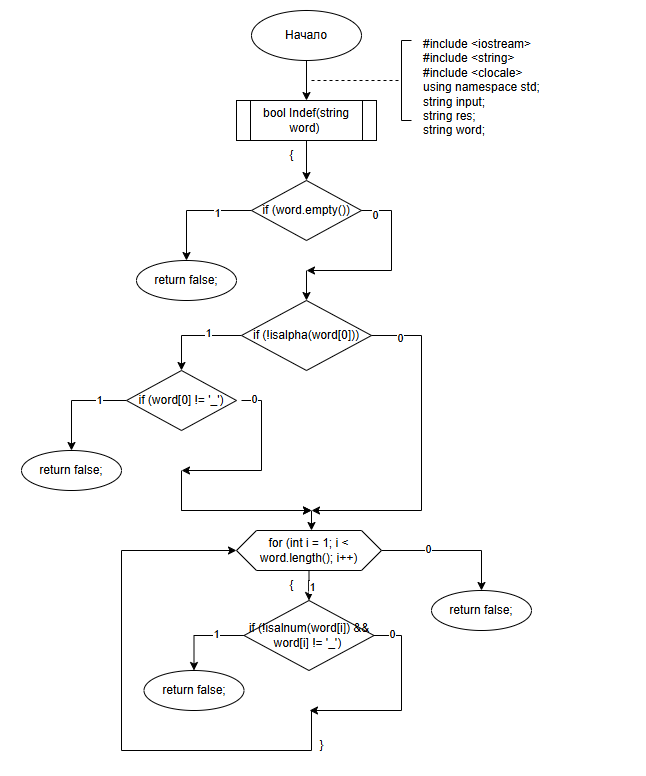 Начало
#include <iostream>
#include <string>
#include <clocale>
using namespace std;
string input;
string res;
string word;
bool Indef(string
word)
{
if (word.empty())
1
0
return false;
if (!isalpha(word[0]))
1
0
if (word[0] != '_')
1
0
return false;
for (int i = 1; i <
word.length(); i++)
0
{
1
return false;
if (!isalnum(word[i]) &&
word[i] != '_')
1
0
return false;
}